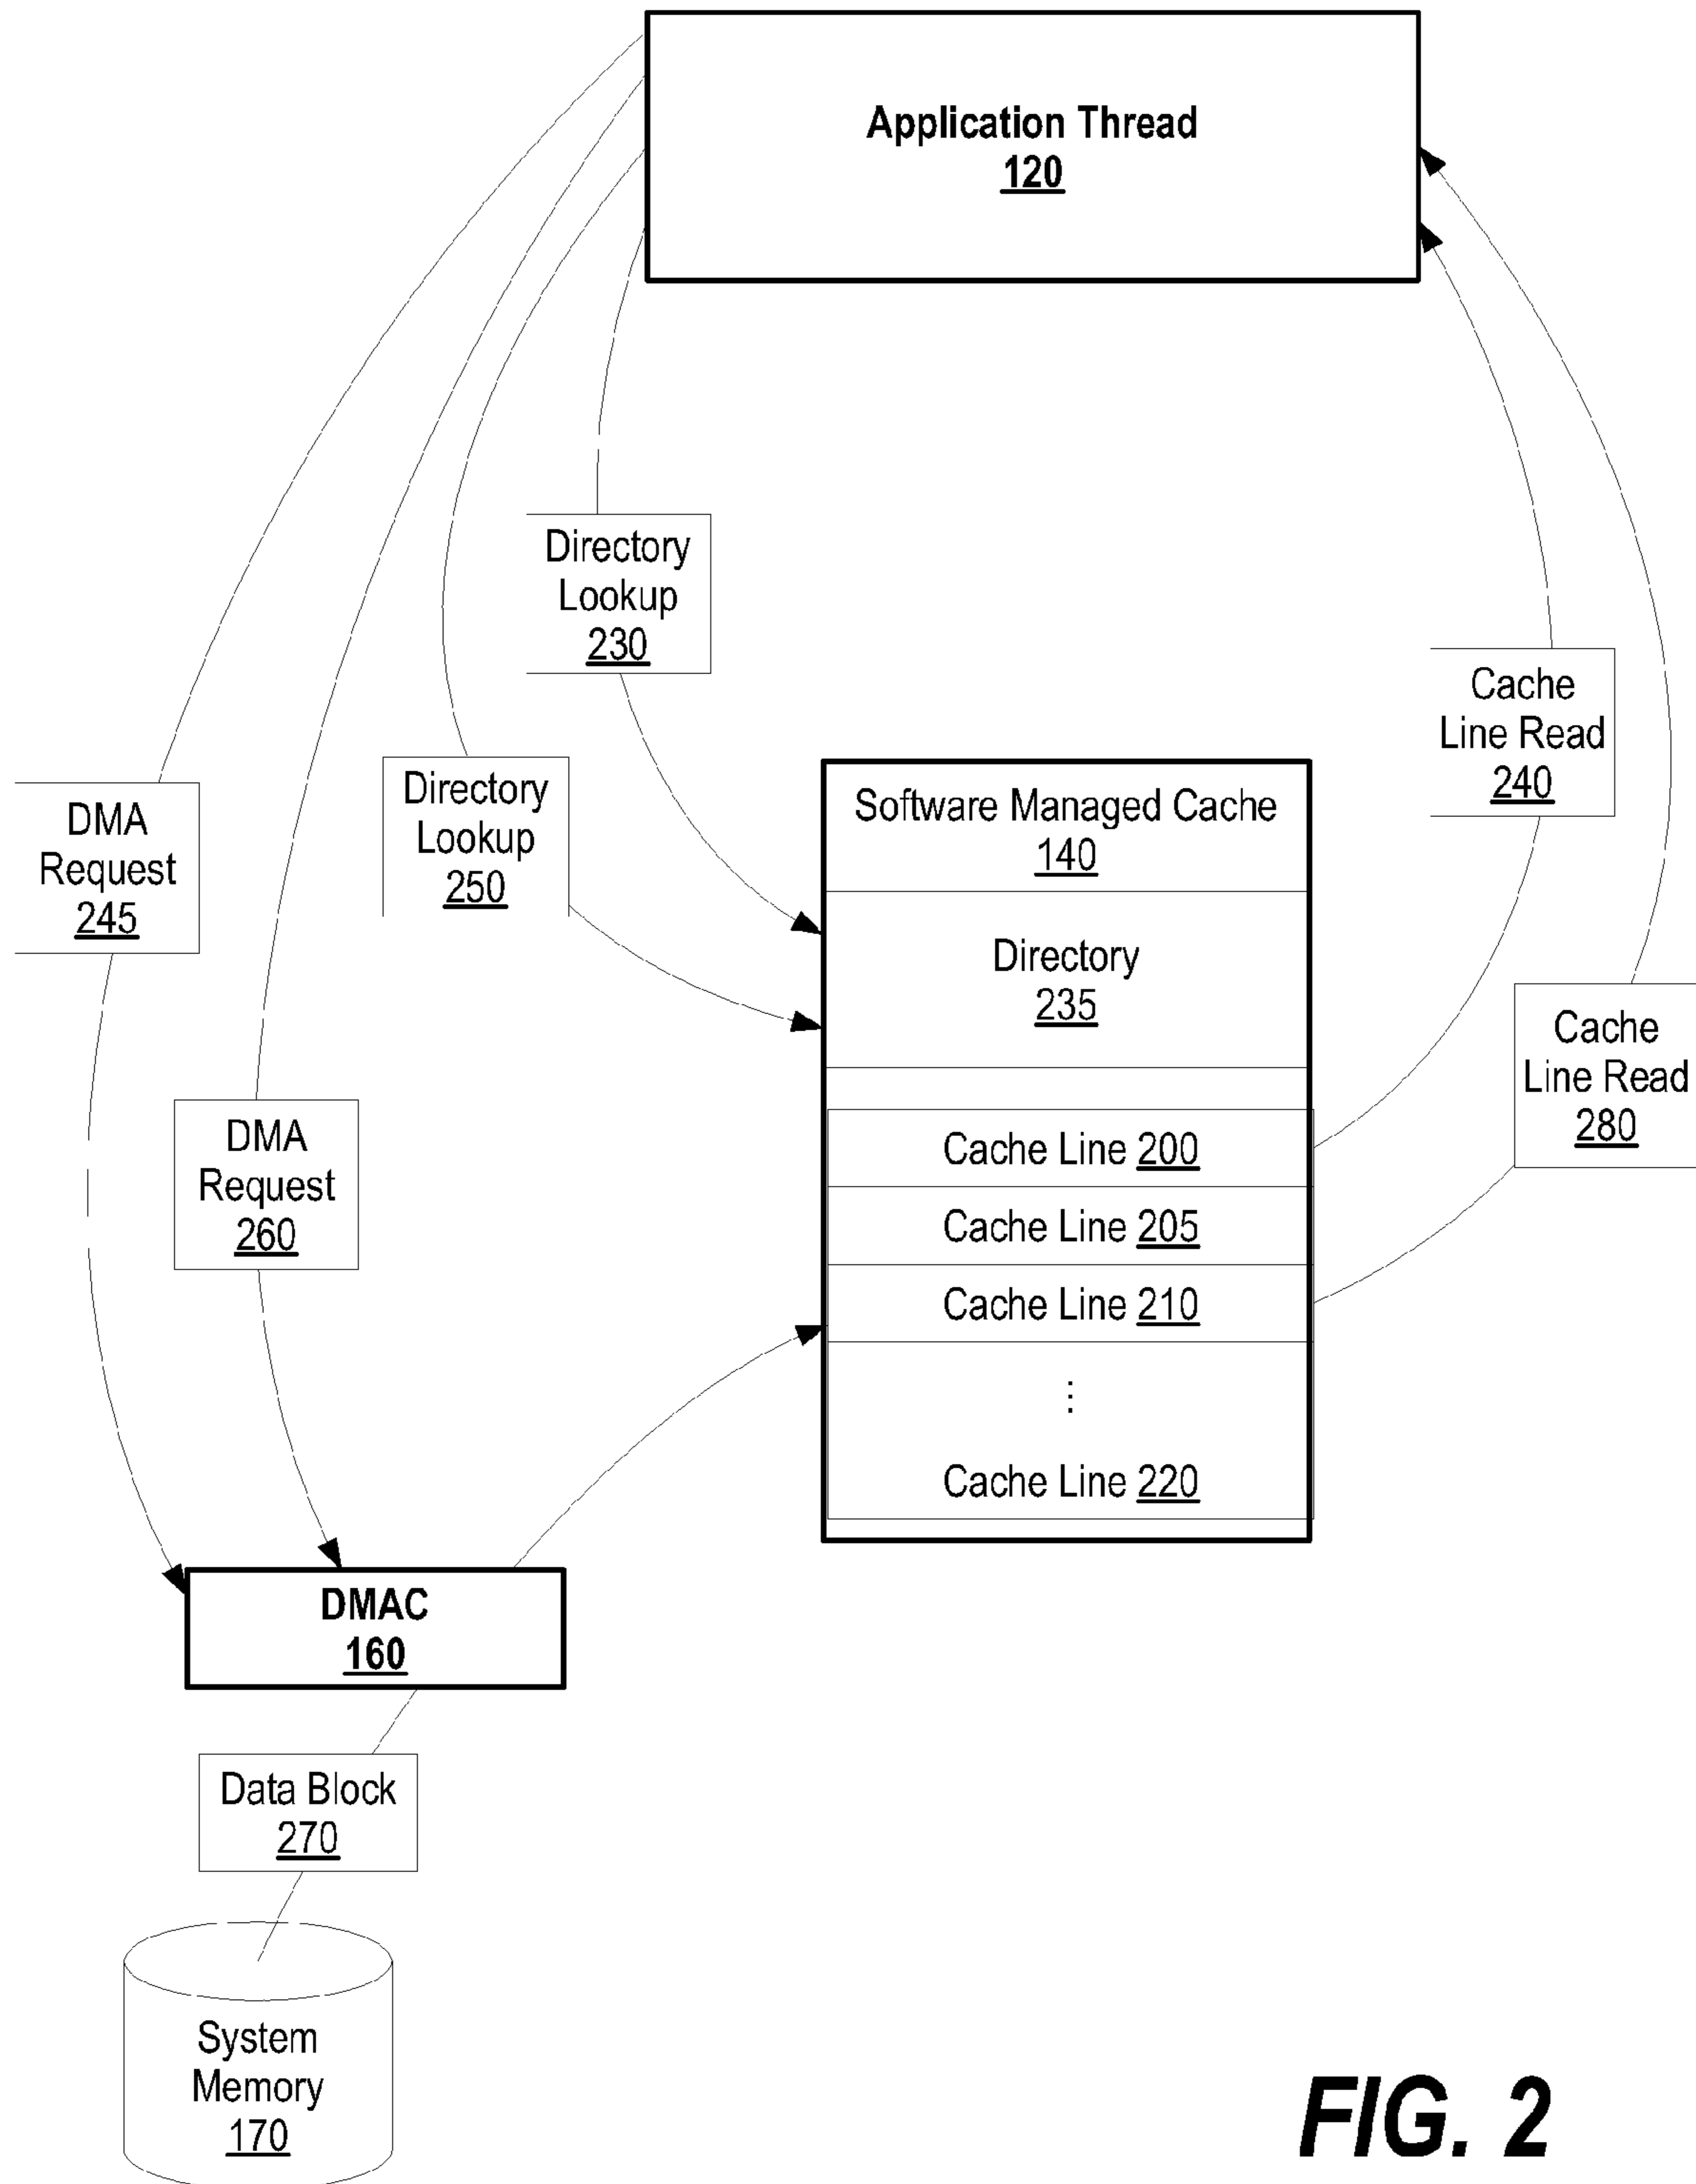 Application Thread
120
Directory
Lookup
230
Cache
Line Read
240
Directory
Lookup
250
DMA
Request
245
Software Managed Cache
140
Directory
235
Cache
Line Read
280
DMA
Request
260
Cache Line 200
Cache Line 205
Cache Line 210
⋮
Cache Line 220
DMAC
160
Data Block
270
System
Memory
170
FIG. 2